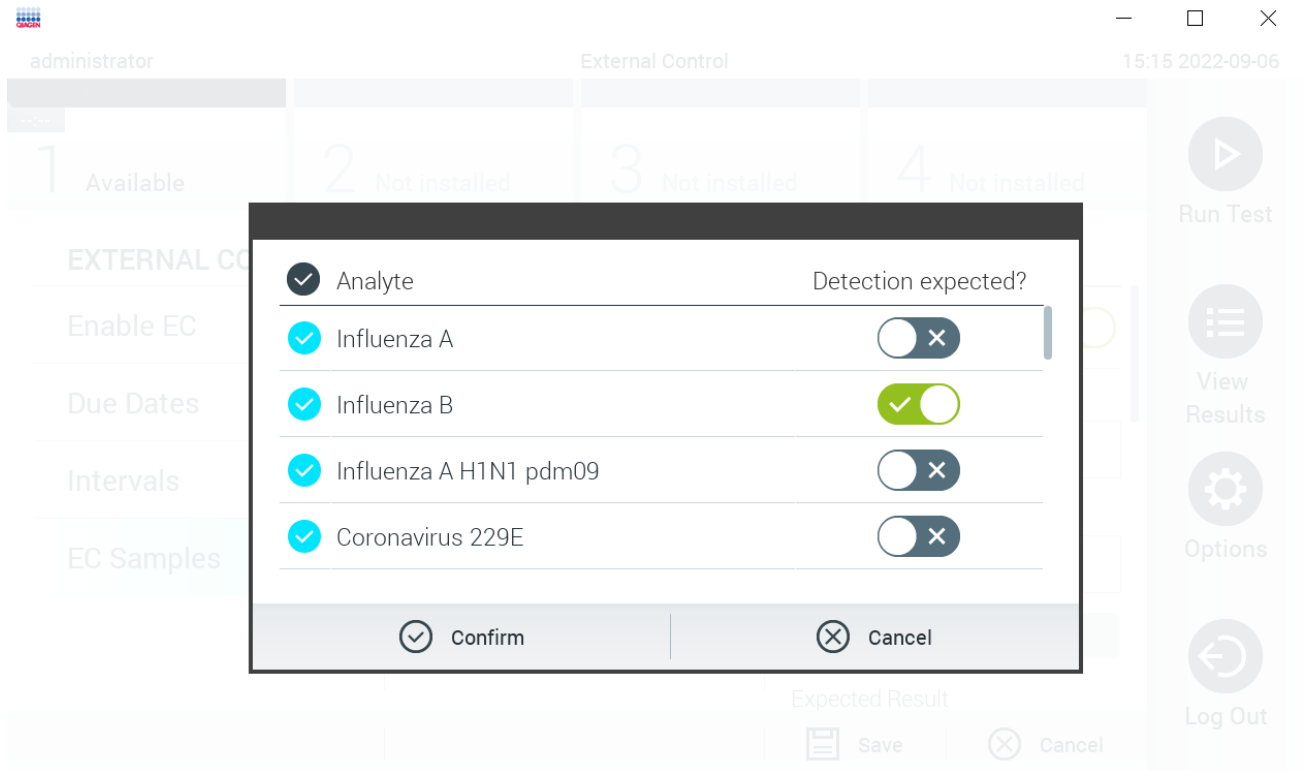 QIAGEN
administrator External Control 15:15 2022-09-06
--:--
1 Available 2 Not installed 3 Not installed 4 Not installed
Run Test
EXTERNAL CO
Analyte Detection expected?
Enable EC
Influenza A
View
Results
Due Dates
Influenza B
Intervals
Influenza A H1N1 pdm09
Options
EC Samples
Coronavirus 229E
Confirm Cancel
Expected Result
Log Out
Save Cancel